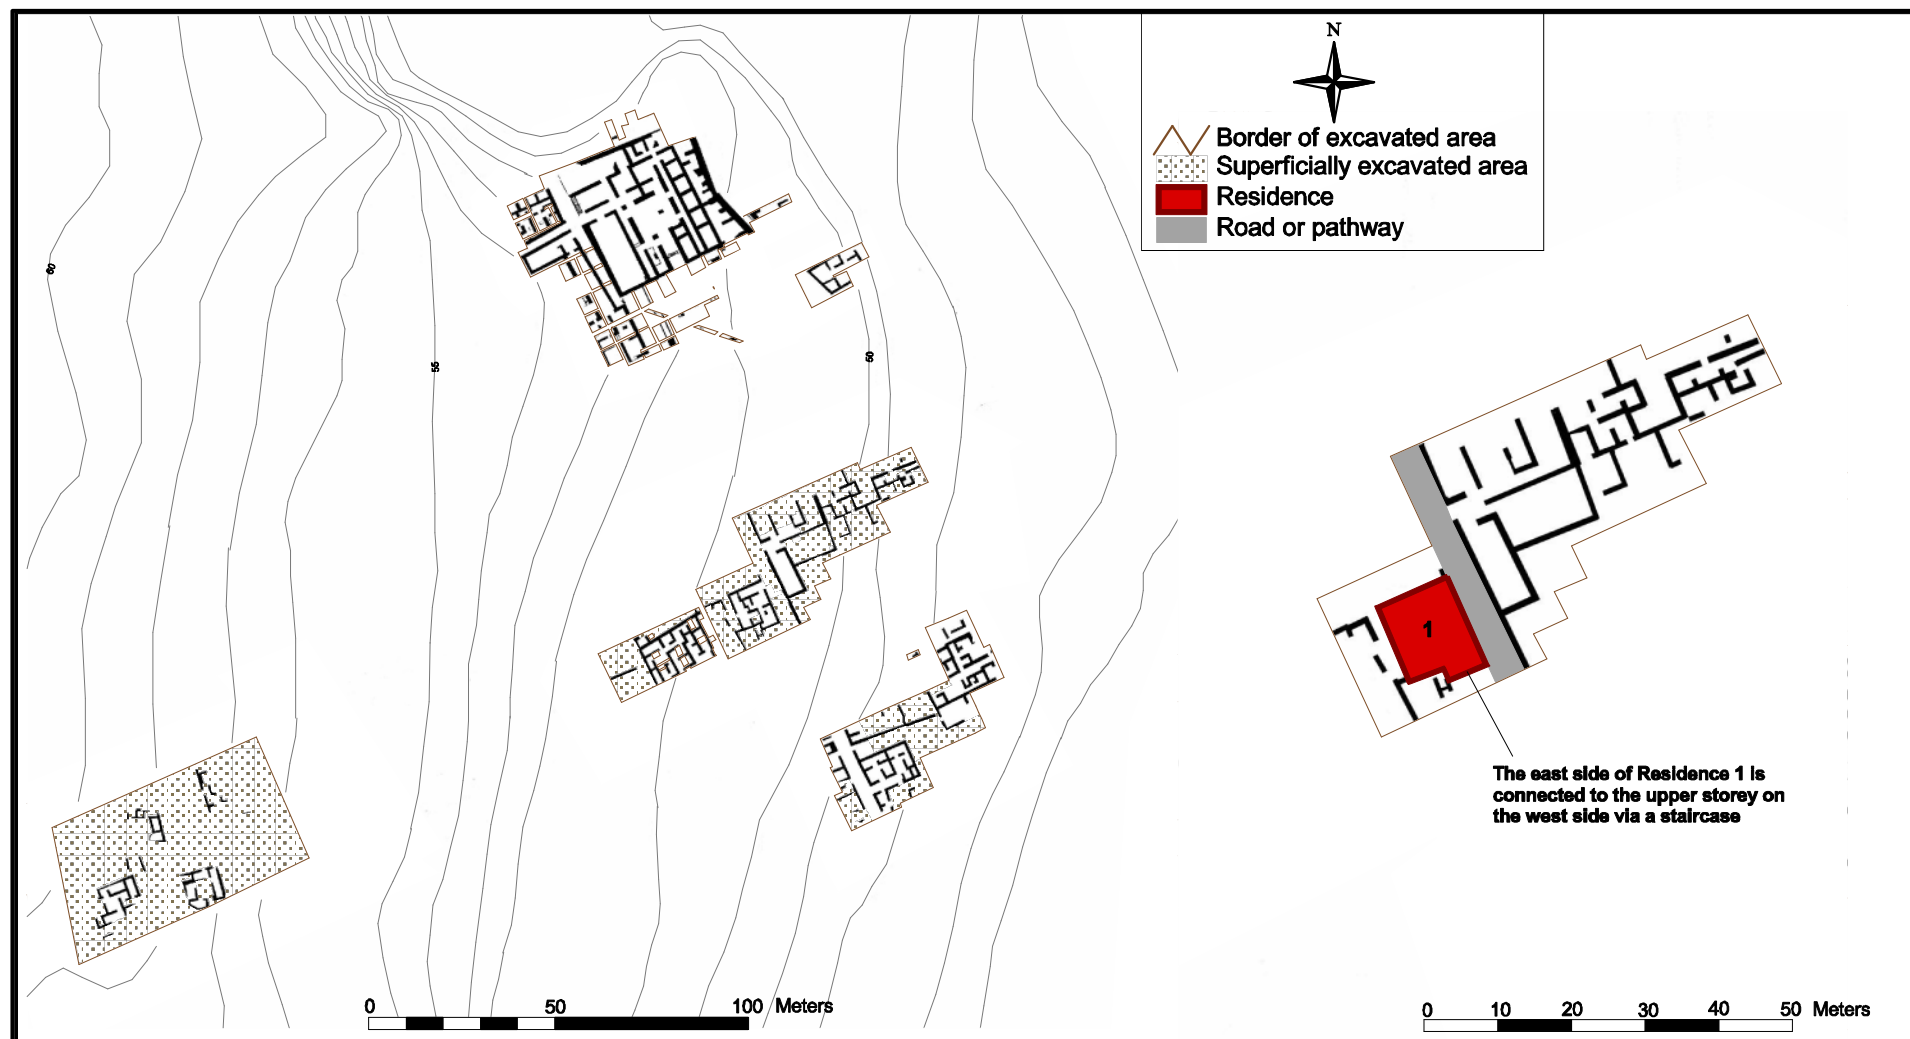 N
Border of excavated area
Superficially excavated area
Residence
Road or pathway
60
55
50
1
The east side of Residence 1 is
connected to the upper storey on
the west side via a staircase
0 50 100 Meters
0 10 20 30 40 50 Meters